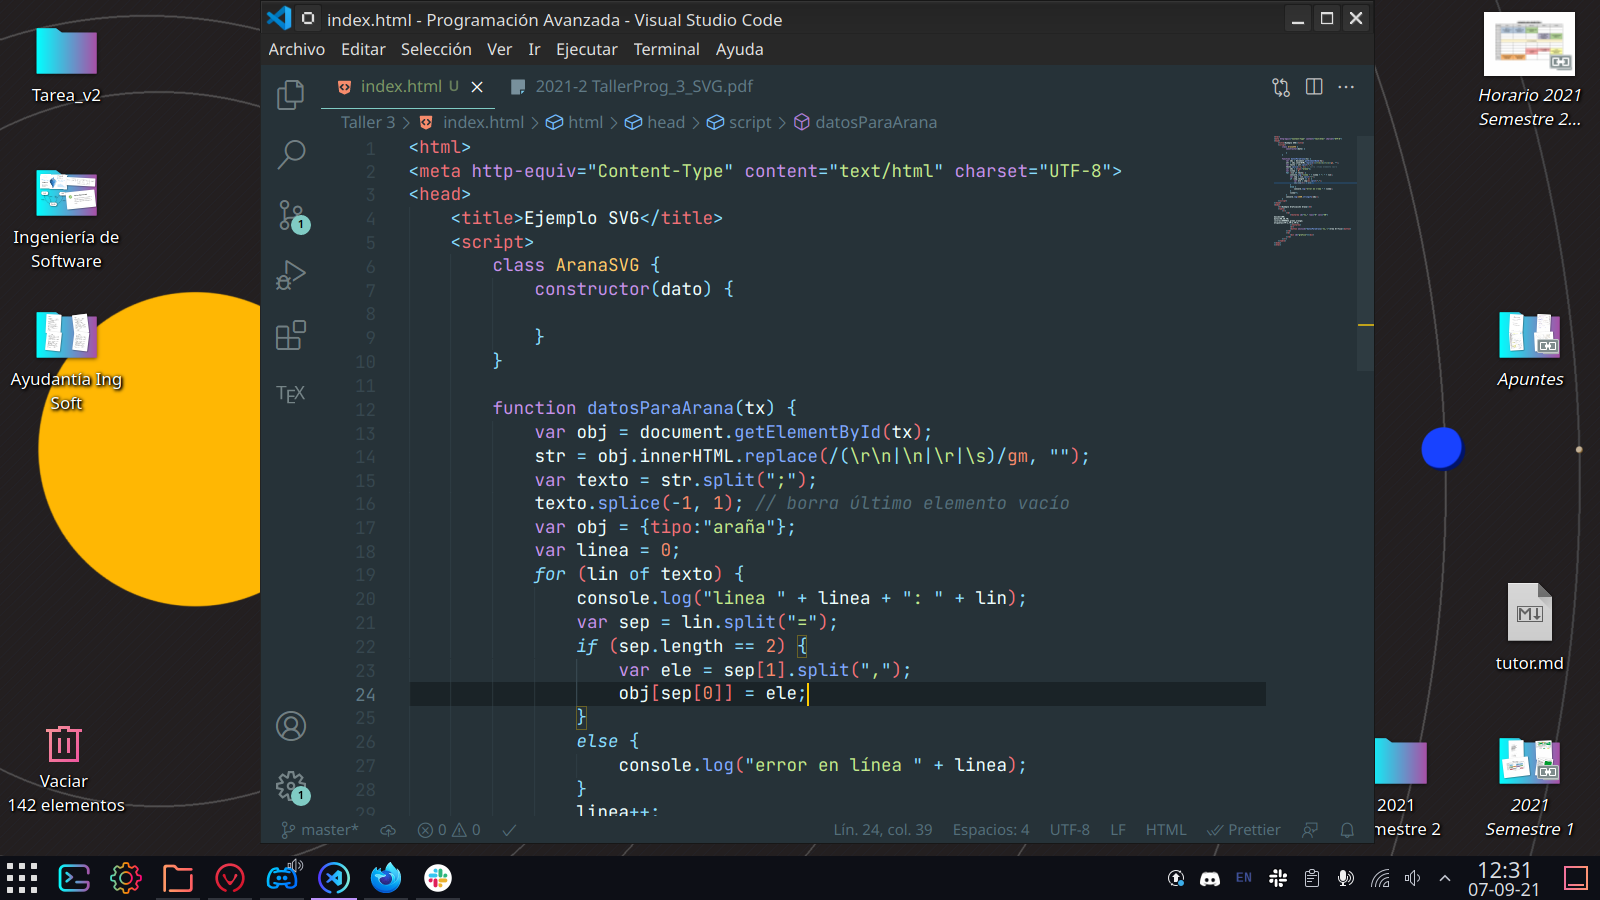 index.html - Programación Avanzada - Visual Studio Code
Archivo Editar Selección Ver Ir Ejecutar Terminal Ayuda
index.html U
2021-2 TallerProg_3_SVG.pdf
Taller 3 > index.html > html > head > script > datosParaArana
1 <html>
2 <meta http-equiv="Content-Type" content="text/html" charset="UTF-8">
3 <head>
4 <title>Ejemplo SVG</title>
5 <script>
6 class AranaSVG {
7 constructor(dato) {
8
9 }
10 }
11
12 function datosParaArana(tx) {
13 var obj = document.getElementById(tx);
14 str = obj.innerHTML.replace(/(\r\n|\n|\r|\s)/gm, "");
15 var texto = str.split(";");
16 texto.splice(-1, 1); // borra último elemento vacío
17 var obj = {tipo:"araña"};
18 var linea = 0;
19 for (lin of texto) {
20 console.log("linea " + linea + ": " + lin);
21 var sep = lin.split("=");
22 if (sep.length == 2) {
23 var ele = sep[1].split(",");
24 obj[sep[0]] = ele;
25 }
26 else {
27 console.log("error en línea " + linea);
28 }
29 linea++;
master* 0 0
Lín. 24, col. 39 Espacios: 4 UTF-8 LF HTML Prettier
1
TEX
1
Tarea_v2
Ingeniería de
Software
Ayudantía Ing
Soft
Vaciar
142 elementos
Horario 2021
Semestre 2...
Apuntes
M
tutor.md
2021
mestre 2
2021
Semestre 1
EN
12:31
07-09-21